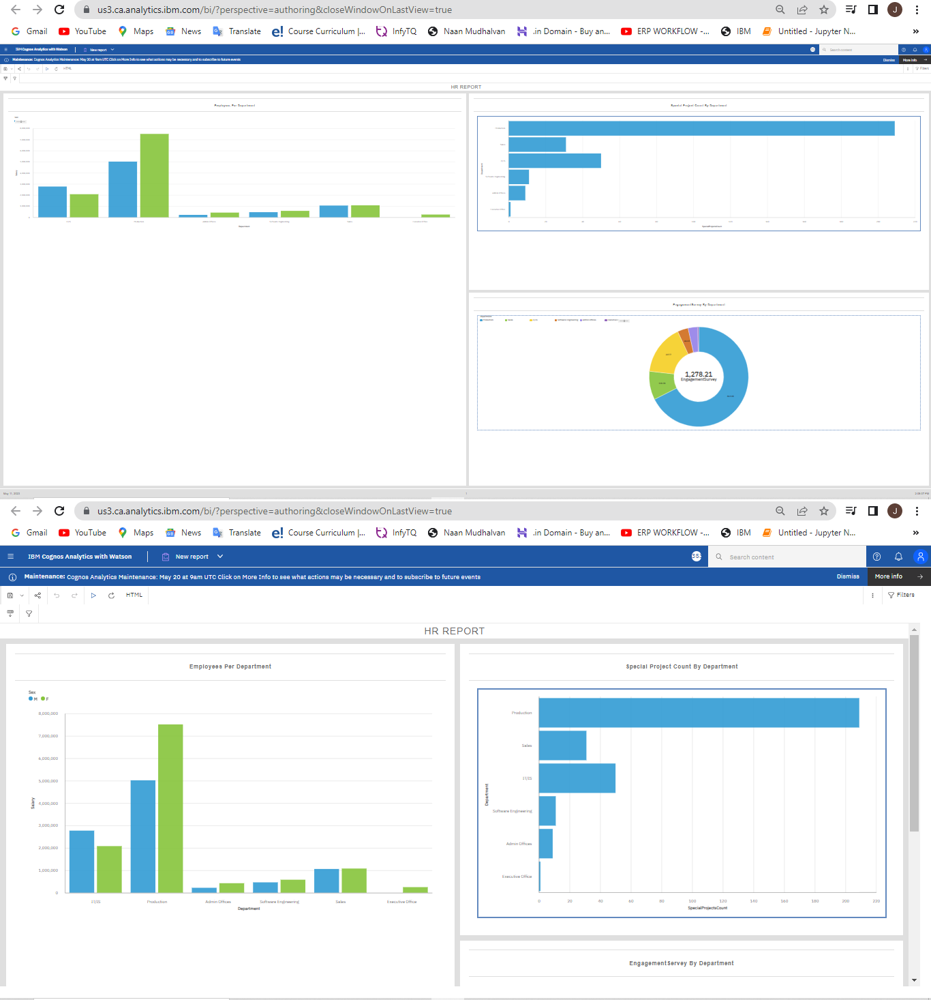 us3.ca.analytics.ibm.com/bi/?perspective=authoring&closeWindowOnLastView=true
J
Gmail YouTube Maps News Translate Course Curriculum |... InfyTQ Naan Mudhalvan .in Domain - Buy an... ERP WORKFLOW -... IBM Untitled - Jupyter N... »
IBM Cognos Analytics with Watson New report Search content
Maintenance: Cognos Analytics Maintenance: May 20 at 9am UTC Click on More Info to see what actions may be necessary and to subscribe to future events Dismiss More info
HTML Filters
HR REPORT
Employees Per Department
Special Project Count By Department
EngagementSurvey By Department
1,278.21
EngagementSurvey
us3.ca.analytics.ibm.com/bi/?perspective=authoring&closeWindowOnLastView=true
J
Gmail YouTube Maps News Translate Course Curriculum |... InfyTQ Naan Mudhalvan .in Domain - Buy an... ERP WORKFLOW -... IBM Untitled - Jupyter N... »
IBM Cognos Analytics with Watson New report Search content
Maintenance: Cognos Analytics Maintenance: May 20 at 9am UTC Click on More Info to see what actions may be necessary and to subscribe to future events Dismiss More info
HTML Filters
HR REPORT
Employees Per Department
Sex
M F
8,000,000
7,000,000
6,000,000
5,000,000
4,000,000
3,000,000
2,000,000
1,000,000
0
Salary
IT/IS Production Admin Offices Software Engineering Sales Executive Office
Department
Special Project Count By Department
Production
Sales
IT/IS
Software Engineering
Admin Offices
Executive Office
Department
0 20 40 60 80 100 120 140 160 180 200 220
SpecialProjectsCount
EngagementServey By Department